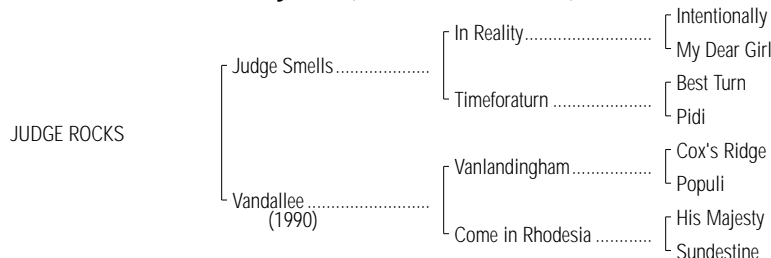 Intentionally
In Reality
My Dear Girl
Judge Smells
Best Turn
Timeforaturn
Pidi
JUDGE ROCKS
Cox's Ridge
Vanlandingham
Populi
Vandallee
(1990)
His Majesty
Come in Rhodesia
Sundestine